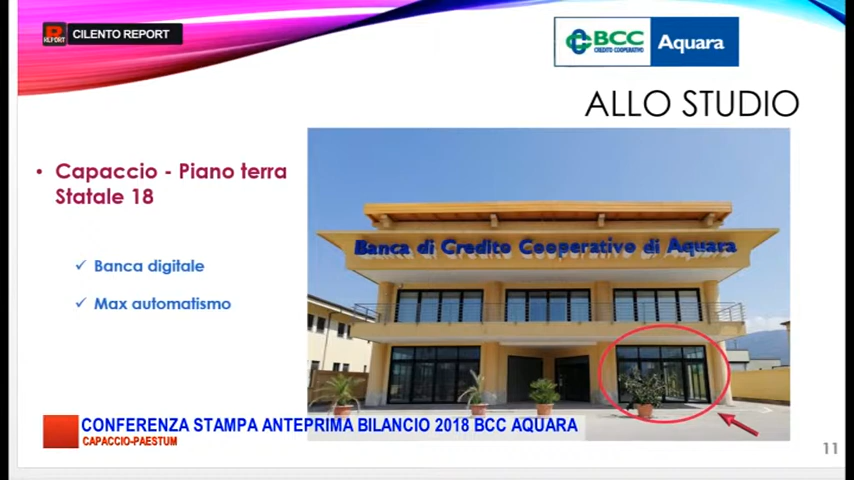 R
REPORT
CILENTO REPORT
BCC
CREDITO COOPERATIVO
Aquara
ALLO STUDIO
• Capaccio - Piano terra
Statale 18
✓ Banca digitale
✓ Max automatismo
Banca di Credito Cooperativo di Aquara
CONFERENZA STAMPA ANTEPRIMA BILANCIO 2018 BCC AQUARA
CAPACCIO-PAESTUM
11